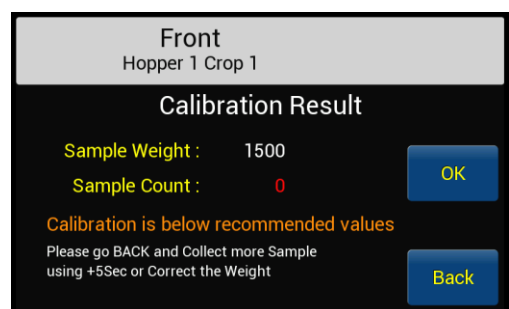 Front
Hopper 1 Crop 1
Calibration Result
Sample Weight : 1500
Sample Count : 0
OK
Calibration is below recommended values
Please go BACK and Collect more Sample
using +5Sec or Correct the Weight
Back